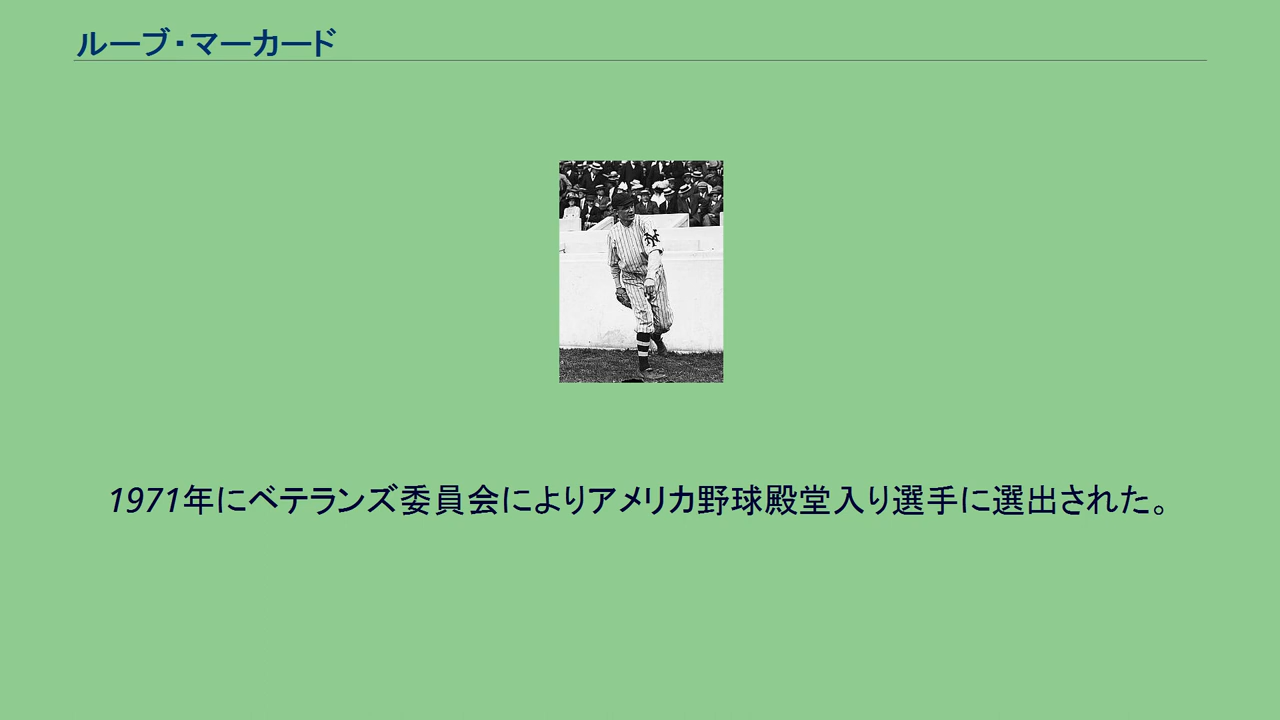 ルーブ・マーカード
NY
1971年にベテランズ委員会によりアメリカ野球殿堂入り選手に選出された。